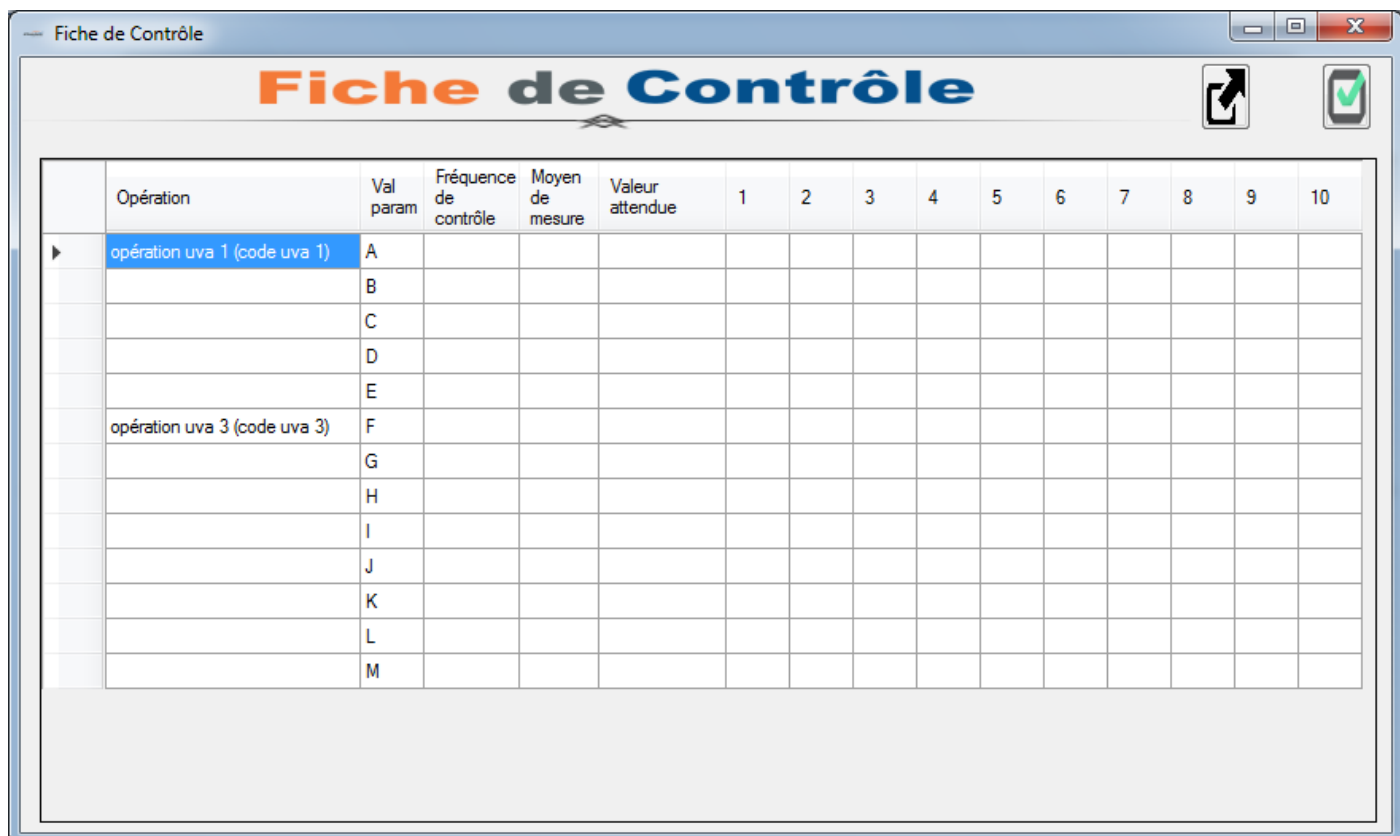 Fiche de Contrôle
Fiche de Contrôle
Opération Val param Fréquence de contrôle Moyen de mesure Valeur attendue 1 2 3 4 5 6 7 8 9 10
opération uva 1 (code uva 1) A
B
C
D
E
opération uva 3 (code uva 3) F
G
H
I
J
K
L
M